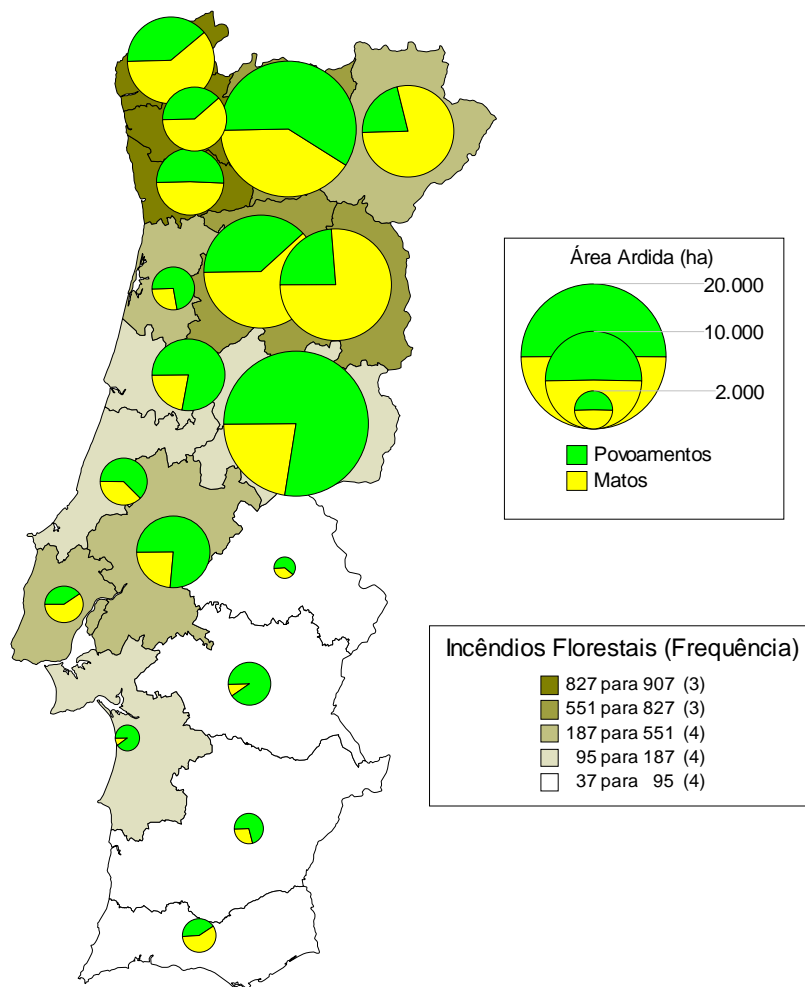 Área Ardida (ha)
20.000
10.000
2.000
Povoamentos
Matos
Incêndios Florestais (Frequência)
827 para 907 (3)
551 para 827 (3)
187 para 551 (4)
95 para 187 (4)
37 para 95 (4)